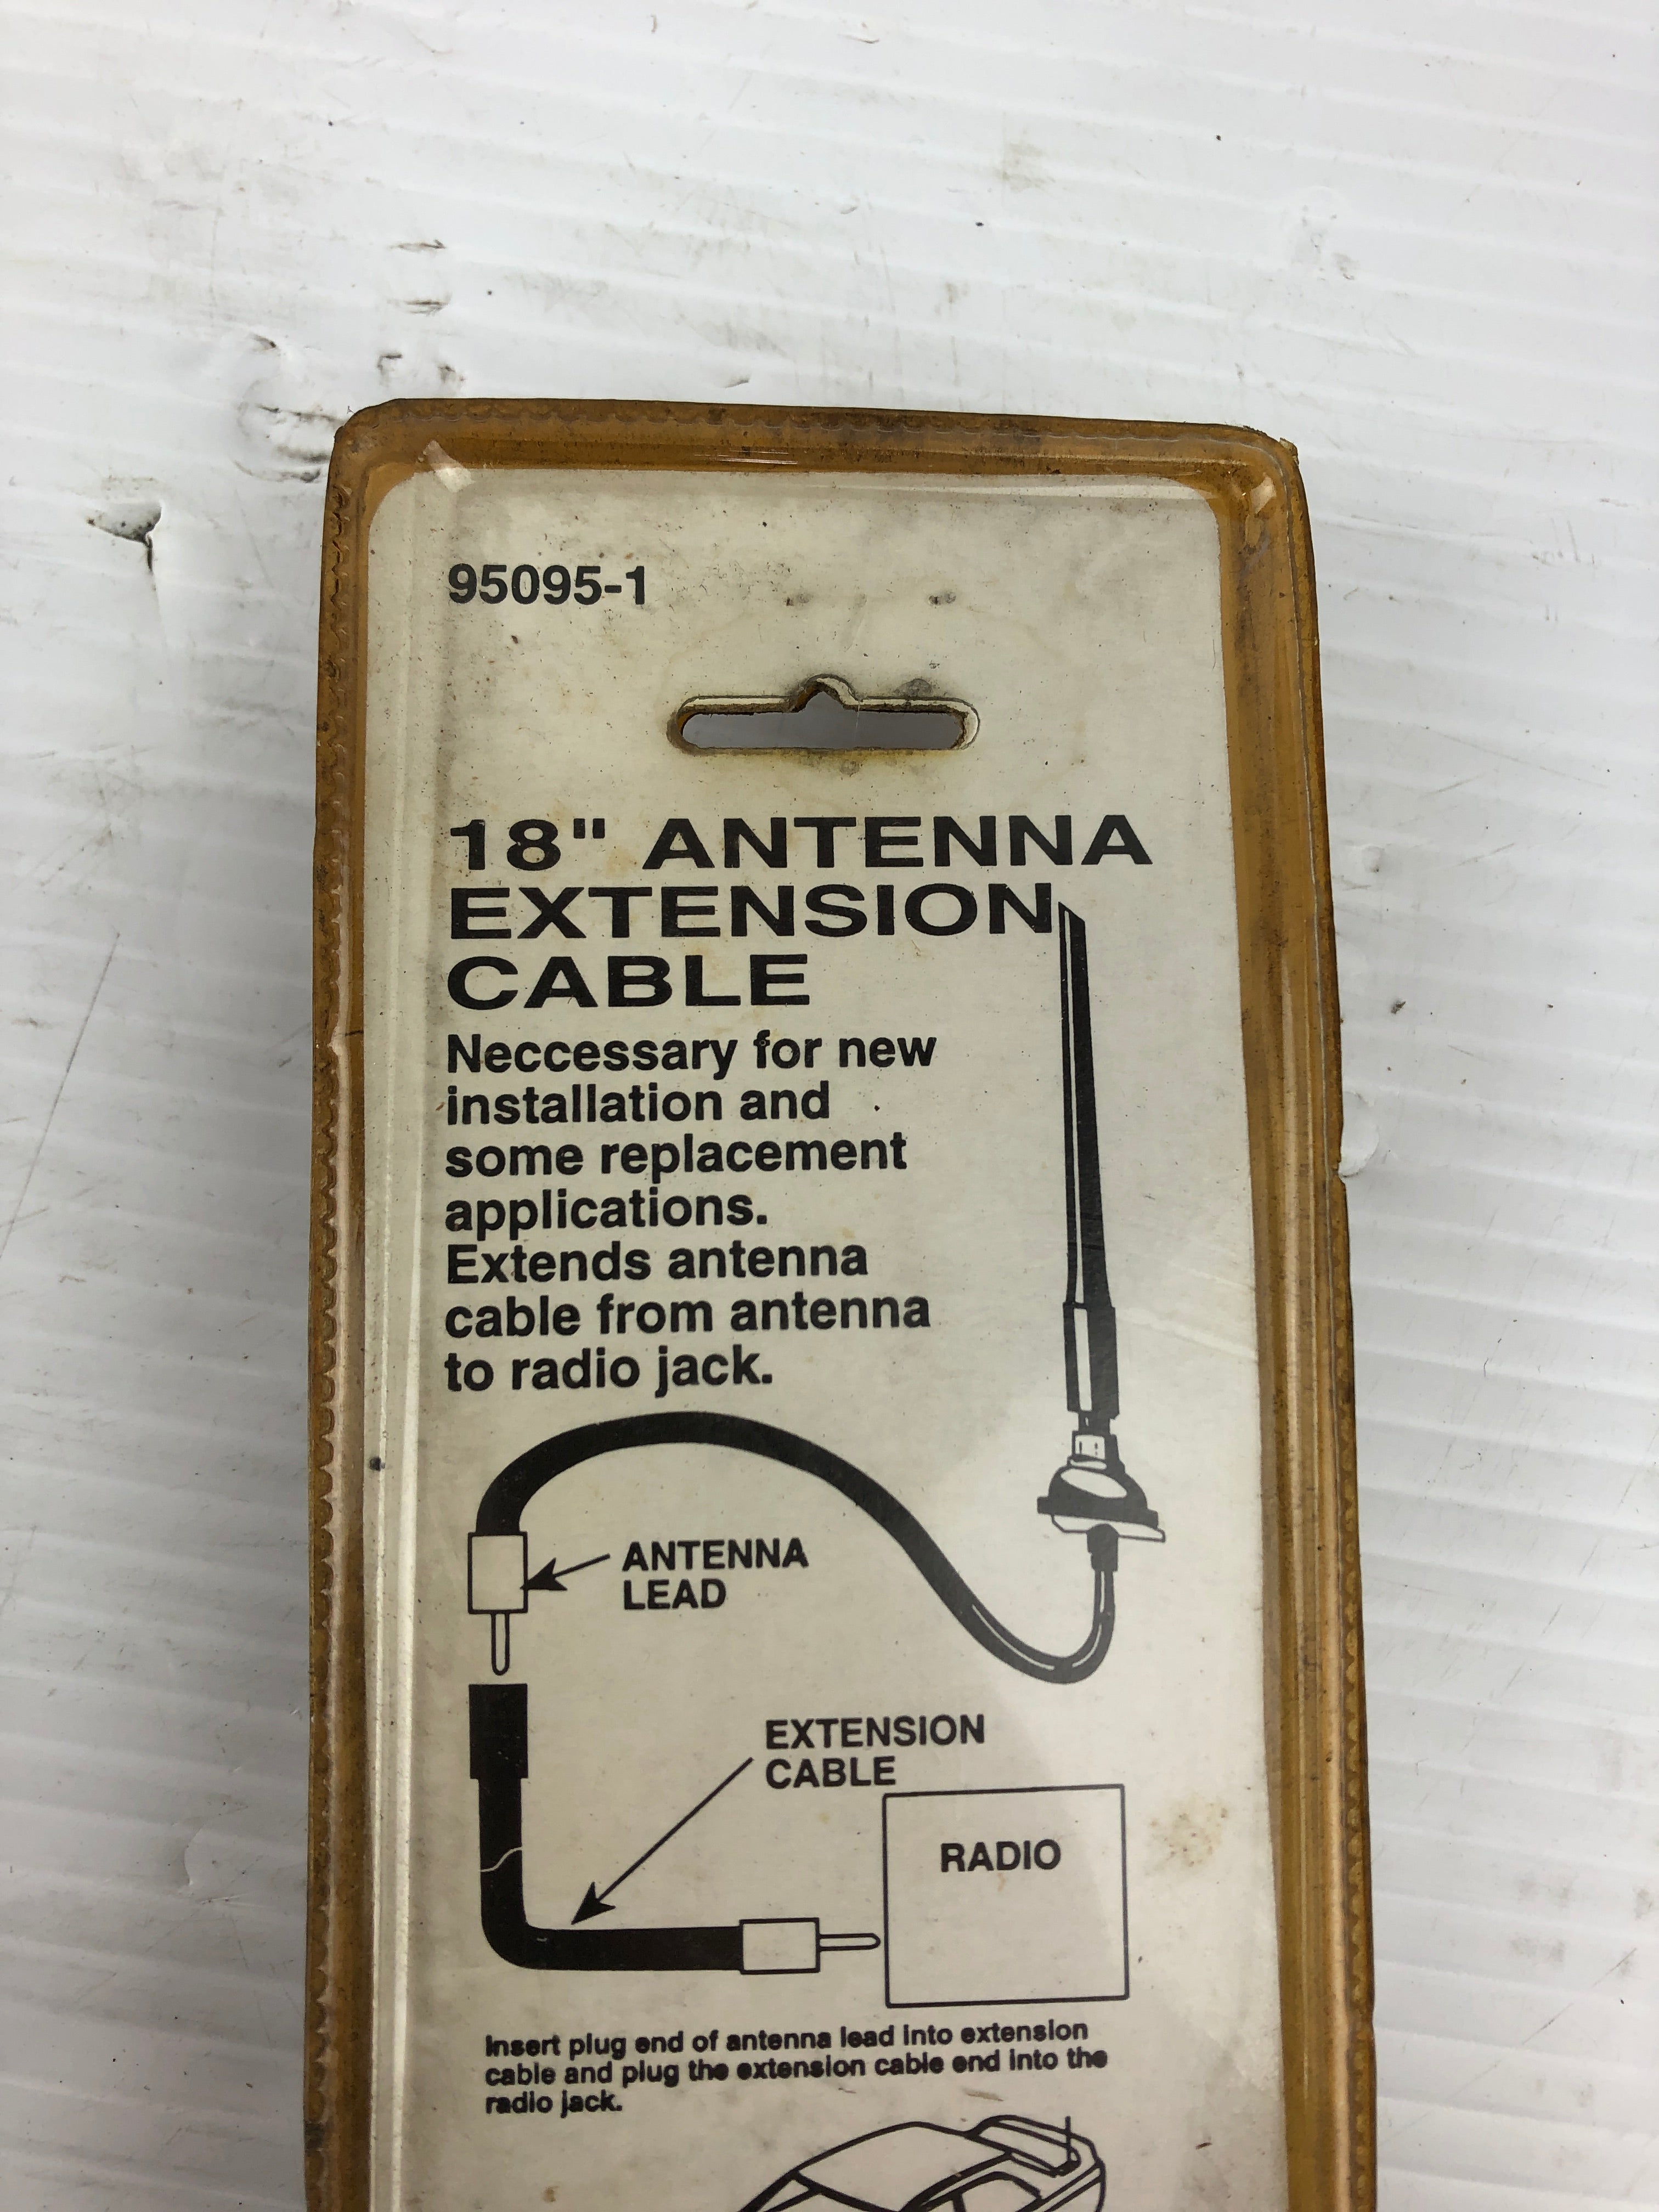 95095-1
18" ANTENNA
EXTENSION
CABLE
Neccessary for new
installation and
some replacement
applications.
Extends antenna
cable from antenna
to radio jack.
ANTENNA
LEAD
EXTENSION
CABLE
RADIO
Insert plug end of antenna lead into extension
cable and plug the extension cable end into the
radio jack.